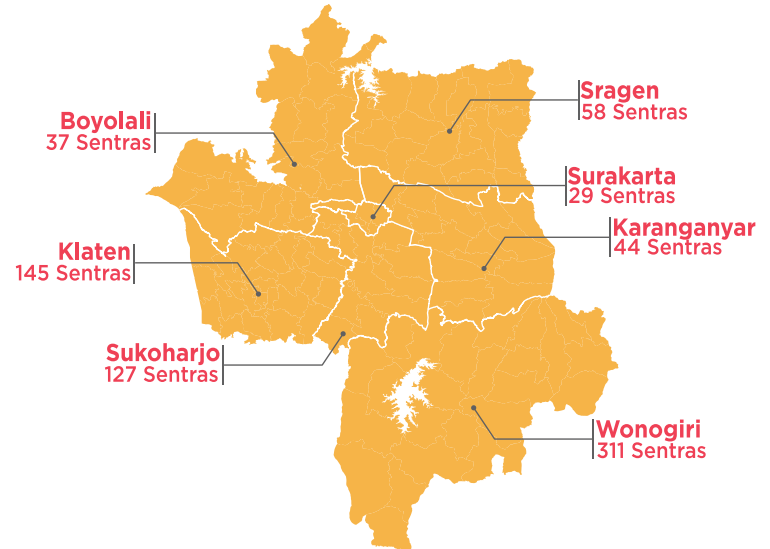 Sragen
58 Sentras
Boyolali
37 Sentras
Surakarta
29 Sentras
Karanganyar
44 Sentras
Klaten
145 Sentras
Sukoharjo
127 Sentras
Wonogiri
311 Sentras